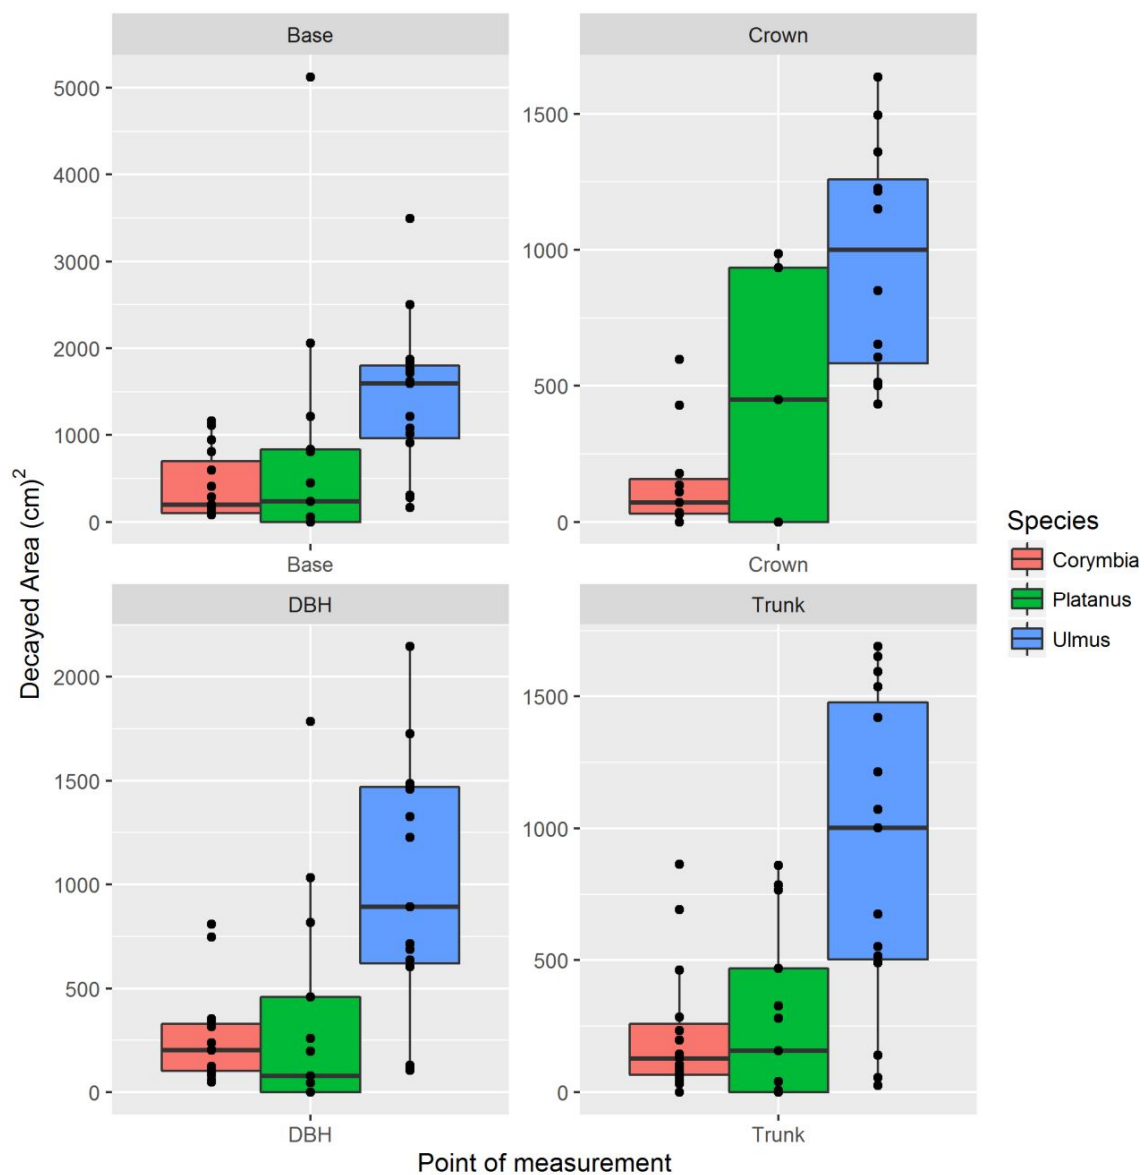 Base
Crown
5000
4000
3000
2000
1000
0
1500
1000
500
0
Base
Crown
DBH
Trunk
2000
1500
1000
500
0
1500
1000
500
0
DBH
Trunk
Point of measurement
Decayed Area (cm)²
Species
Corymbia
Platanus
Ulmus